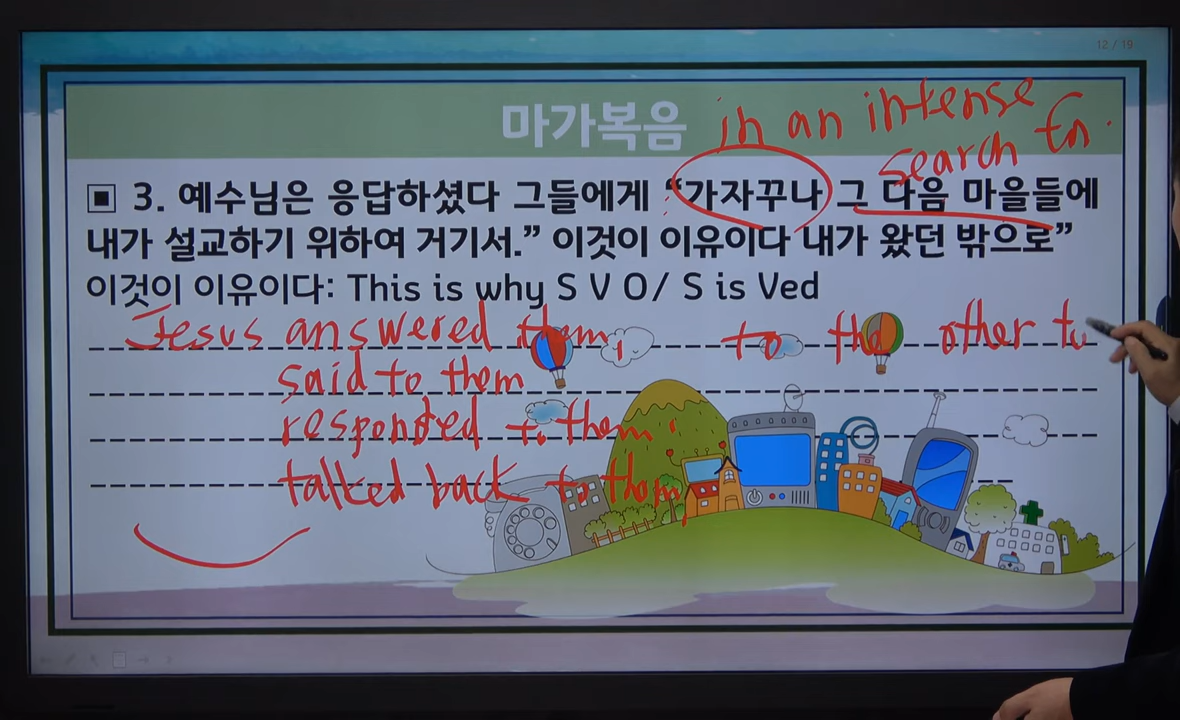 12 / 19
마가복음
in an intense
search for
3. 예수님은 응답하셨다 그들에게 “가자꾸나 그 다음 마을들에
내가 설교하기 위하여 거기서.” 이것이 이유이다 내가 왔던 밖으로”
이것이 이유이다: This is why S V O/ S is Ved
Jesus answered them, to the other to
said to them
responded to them.
talked back to them,